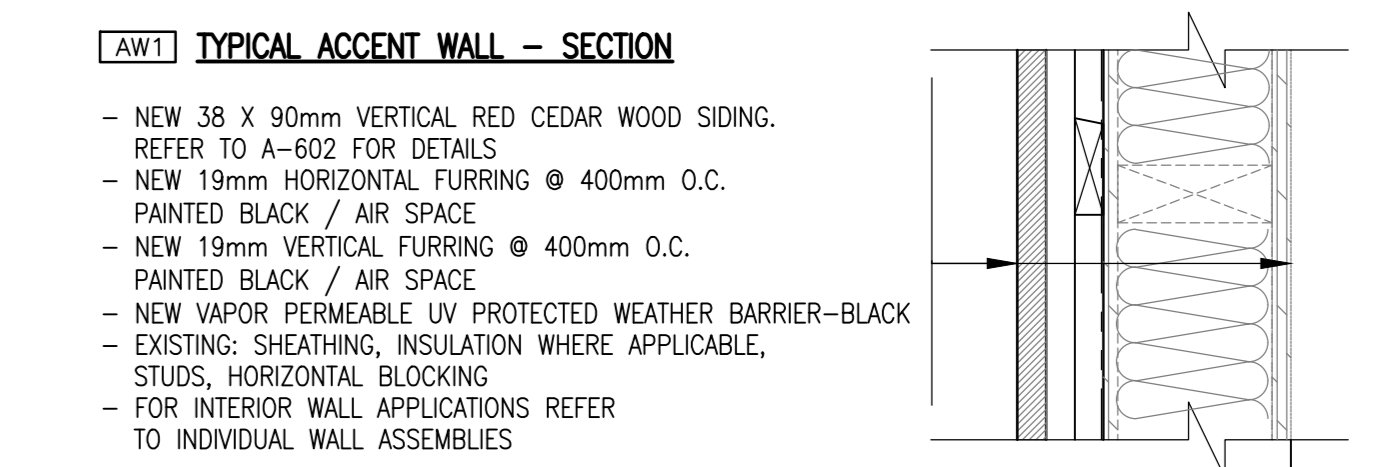 AW1 TYPICAL ACCENT WALL – SECTION
– NEW 38 X 90mm VERTICAL RED CEDAR WOOD SIDING.
REFER TO A–602 FOR DETAILS
– NEW 19mm HORIZONTAL FURRING @ 400mm O.C.
PAINTED BLACK / AIR SPACE
– NEW 19mm VERTICAL FURRING @ 400mm O.C.
PAINTED BLACK / AIR SPACE
– NEW VAPOR PERMEABLE UV PROTECTED WEATHER BARRIER–BLACK
– EXISTING: SHEATHING, INSULATION WHERE APPLICABLE,
STUDS, HORIZONTAL BLOCKING
– FOR INTERIOR WALL APPLICATIONS REFER
TO INDIVIDUAL WALL ASSEMBLIES